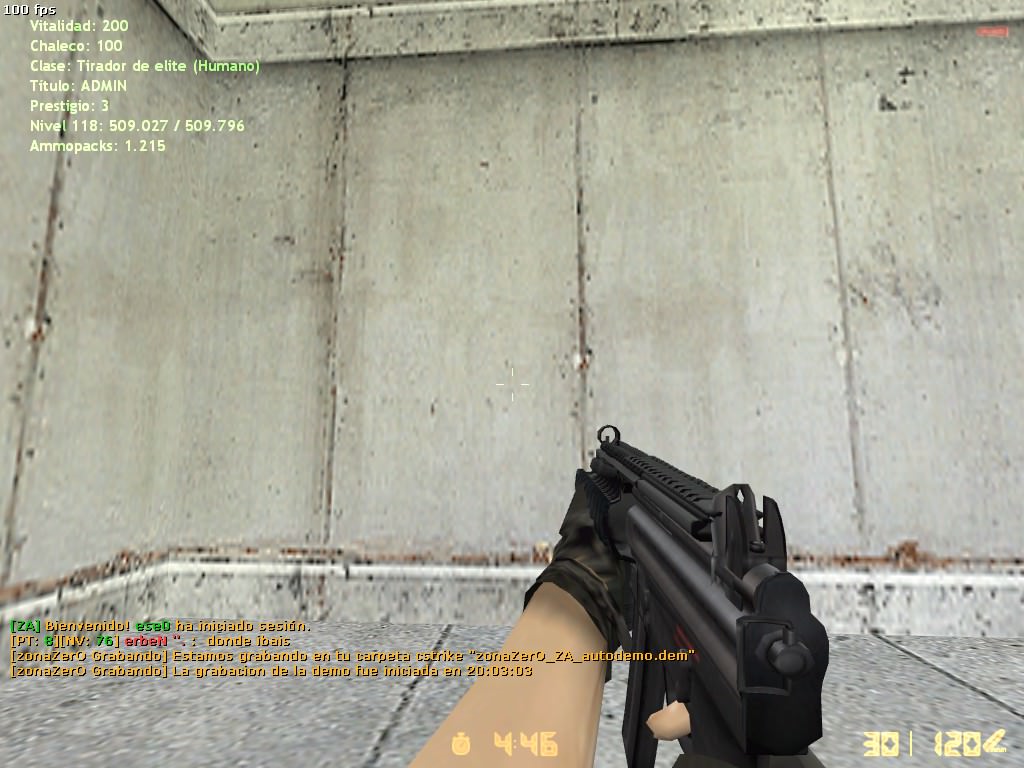 100 fps
Vitalidad: 200
Chaleco: 100
Clase: Tirador de elite (Humano)
Título: ADMIN
Prestigio: 3
Nivel 118: 509.027 / 509.796
Ammopacks: 1.215
[ZA] Bienvenido! eseD ha iniciado sesión.
[PT: 8][NV: 76] erbeN ". : donde ibais
[zonaZerO Grabando] Estamos grabando en tu carpeta cstrike "zonaZerO_ZA_autodemo.dem"
[zonaZerO Grabando] La grabacion de la demo fue iniciada en 20:03:03
4:46
30 | 120